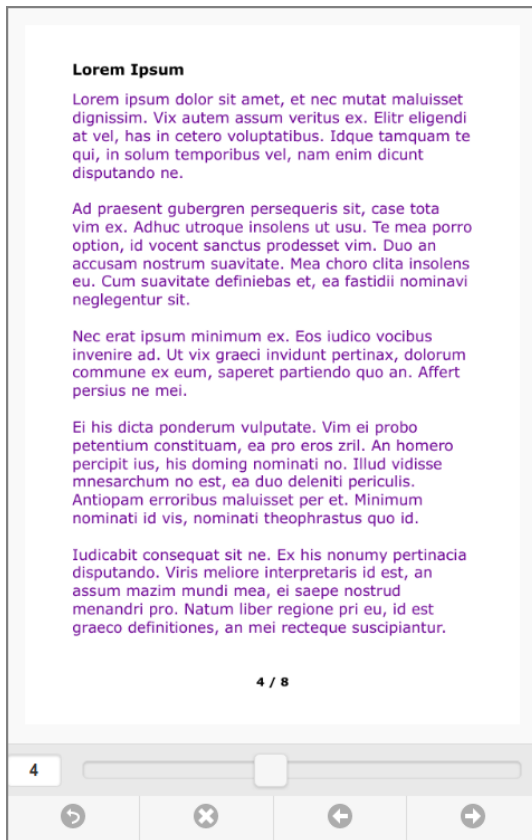 Lorem Ipsum
Lorem ipsum dolor sit amet, et nec mutat maluisset
dignissim. Vix autem assum veritus ex. Elitr eligendi
at vel, has in cetero voluptatibus. Idque tamquam te
qui, in solum temporibus vel, nam enim dicunt
disputando ne.
Ad praesent gubergren persequeris sit, case tota
vim ex. Adhuc utroque insolens ut usu. Te mea porro
option, id vocent sanctus prodesset vim. Duo an
accusam nostrum suavitate. Mea choro clita insolens
eu. Cum suavitate definiebas et, ea fastidii nominavi
neglegentur sit.
Nec erat ipsum minimum ex. Eos iudico vocibus
invenire ad. Ut vix graeci invidunt pertinax, dolorum
commune ex eum, saperet partiendo quo an. Affert
persius ne mei.
Ei his dicta ponderum vulputate. Vim ei probo
petentium constituam, ea pro eros zril. An homero
percipit ius, his doming nominati no. Illud vidisse
mnesarchum no est, ea duo deleniti periculis.
Antiopam erroribus maluisset per et. Minimum
nominati id vis, nominati theophrastus quo id.
Iudicabit consequat sit ne. Ex his nonumy pertinacia
disputando. Viris meliore interpretaris id est, an
assum mazim mundi mea, ei saepe nostrud
menandri pro. Natum liber regione pri eu, id est
graeco definitiones, an mei recteque suscipiantur.
4 / 8
4